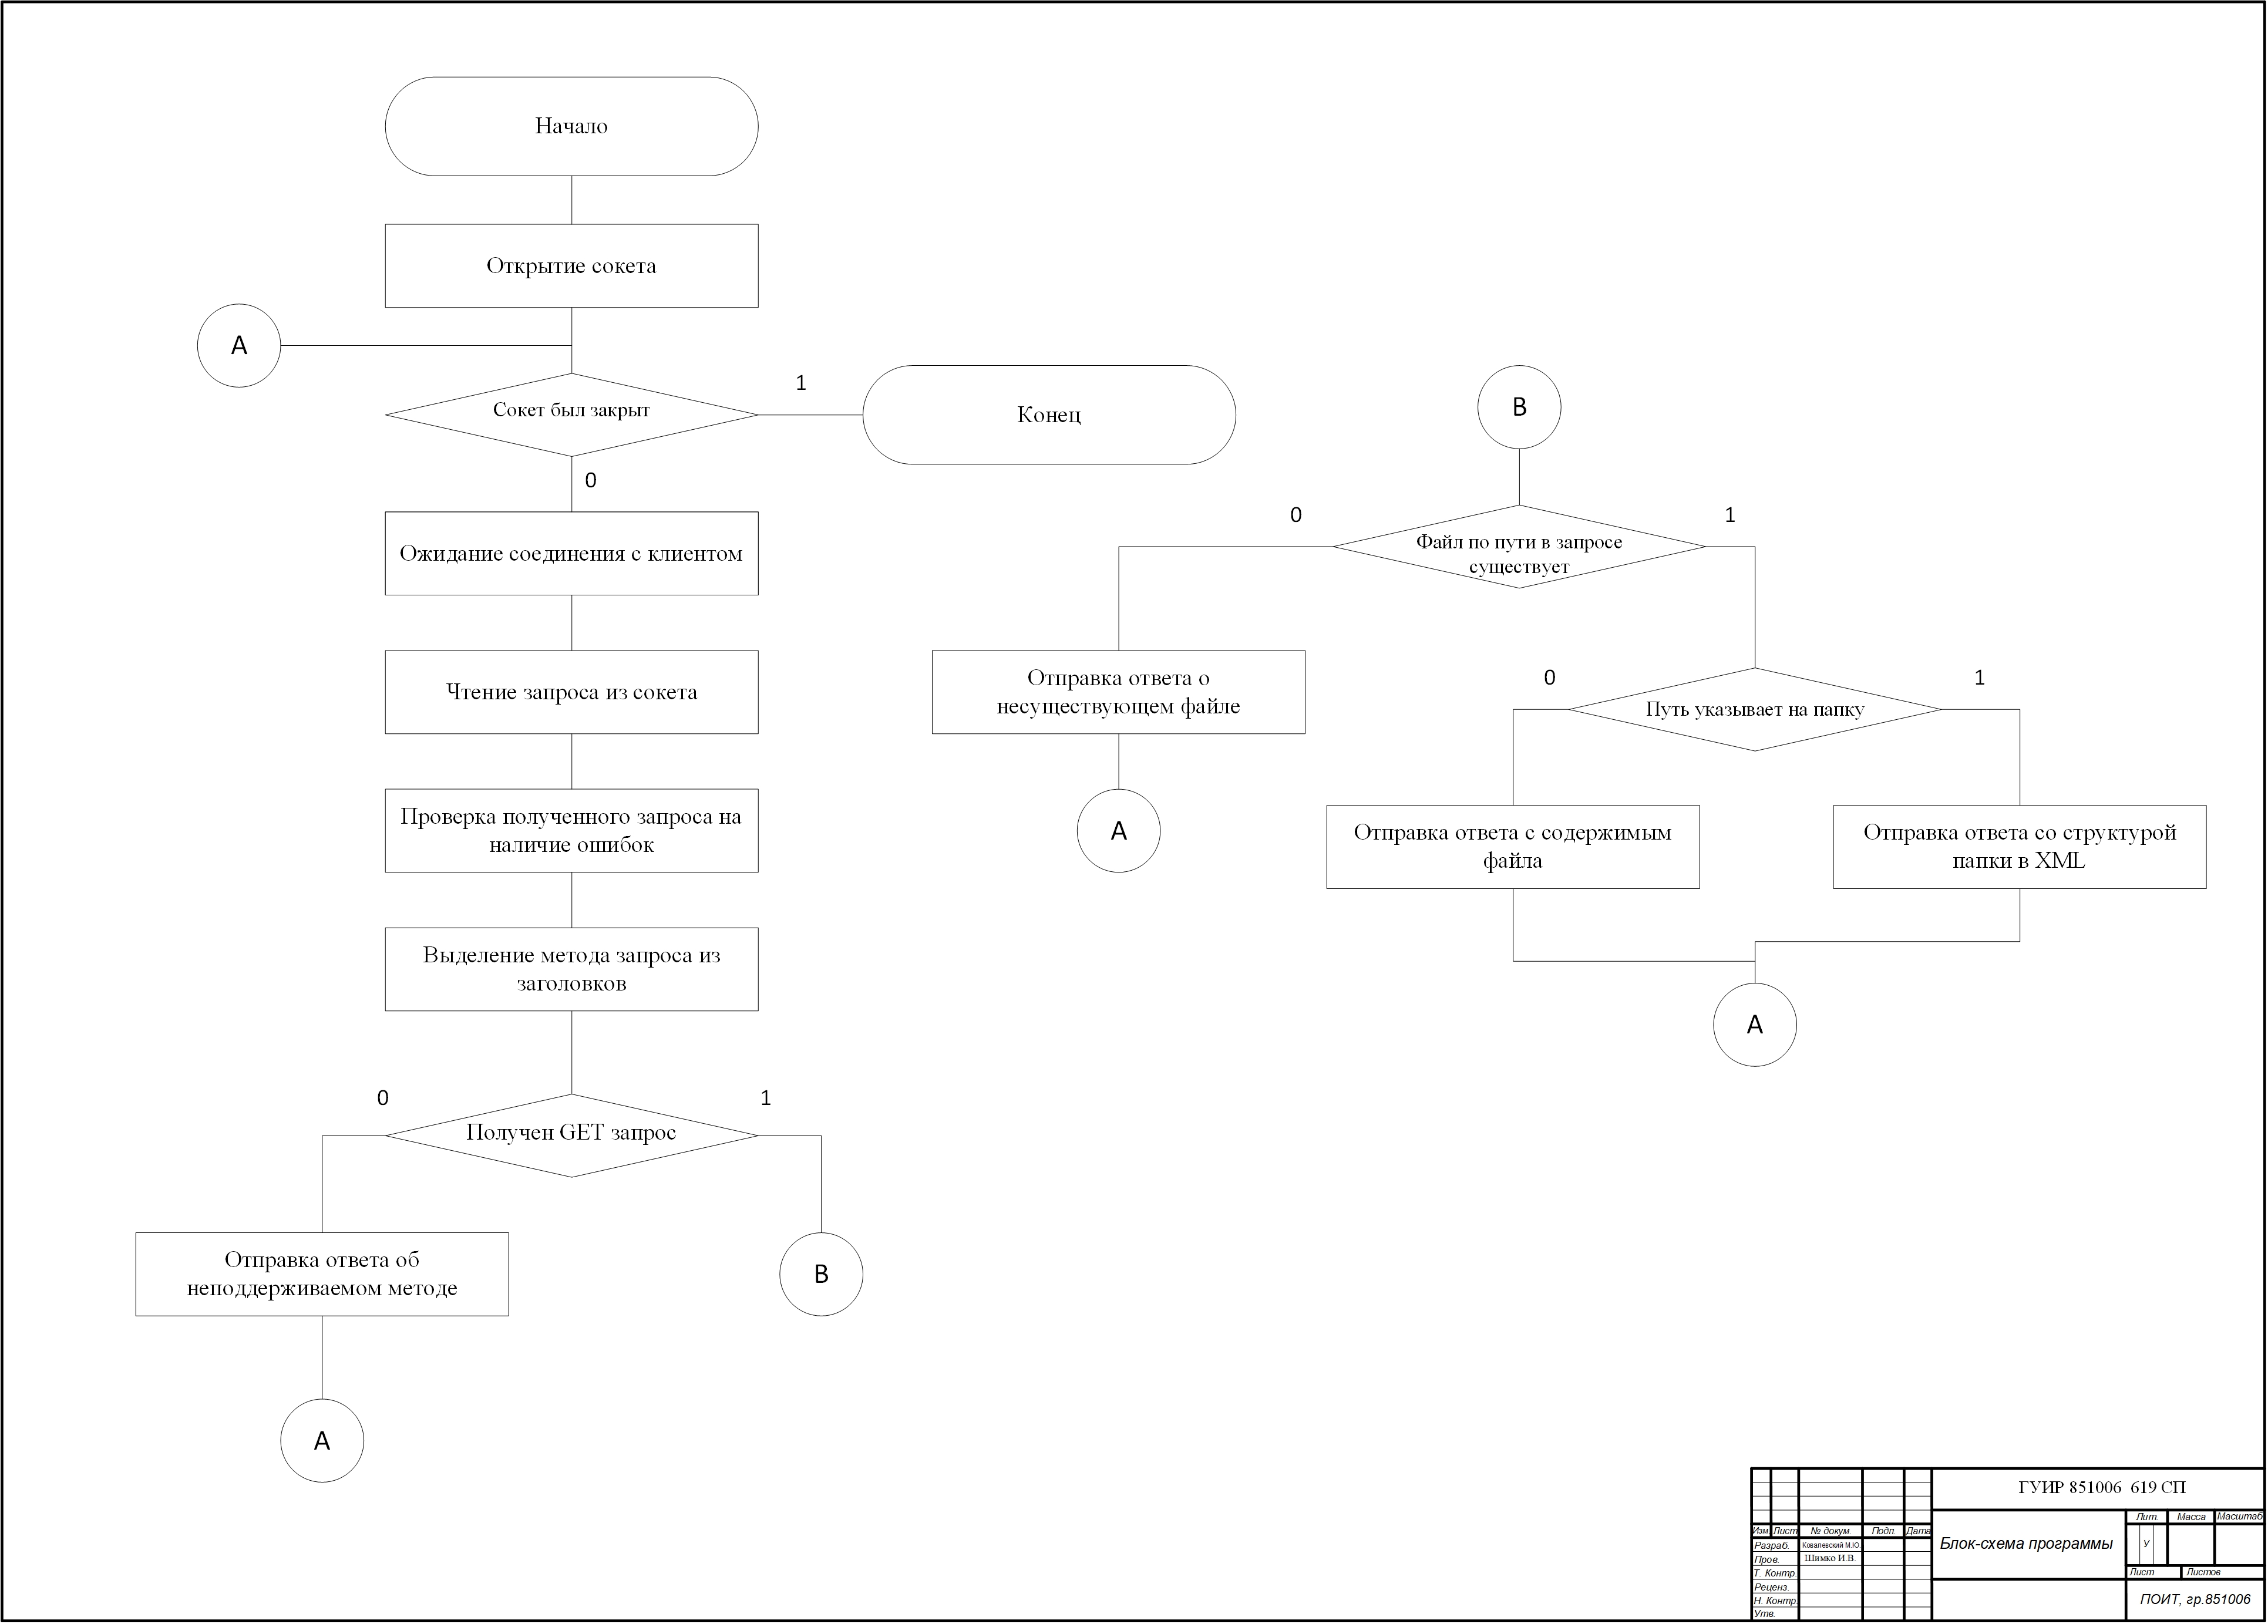 Начало
Открытие сокета
A
Сокет был закрыт
1
Конец
0
Ожидание соединения с клиентом
Чтение запроса из сокета
Проверка полученного запроса на
наличие ошибок
Выделение метода запроса из
заголовков
0
1
Получен GET запрос
Отправка ответа об
неподдерживаемом методе
B
A
B
0
1
Файл по пути в запросе
существует
Отправка ответа о
несуществующем файле
A
0
1
Путь указывает на папку
Отправка ответа с содержимым
файла
Отправка ответа со структурой
папки в XML
A
ГУИР 851006 619 СП
Изм.
Лист
№ докум.
Подп.
Дата
Разраб.
Ковалевский М.Ю.
Пров.
Шимко И.В.
Т. Контр.
Реценз.
Н. Контр.
Утв.
Блок-схема программы
Лит.
Масса
Масштаб
У
Лист
Листов
ПОИТ, гр.851006